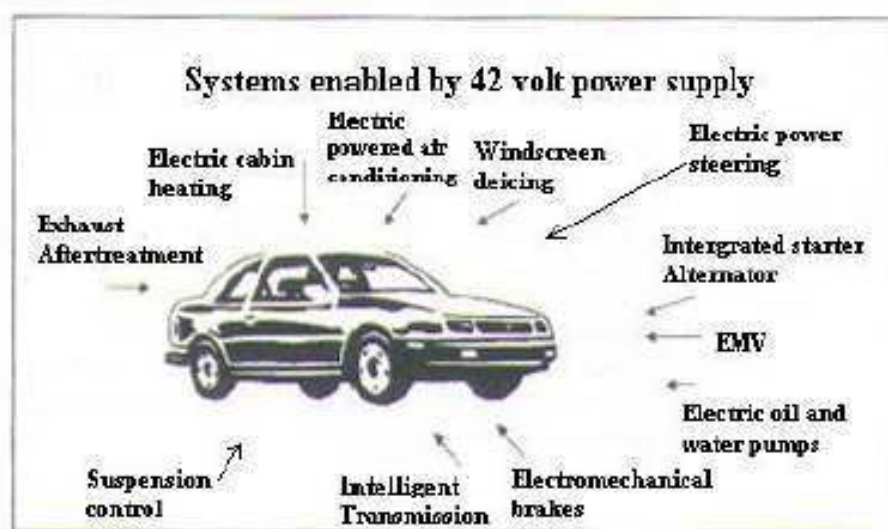 Systems enabled by 42 volt power supply
Electric
powered air
conditioning
Electric cabin
heating
Windscreen
deicing
Electric power
steering
Exhaust
Aftertreatment
Intergrated starter
Alternator
EMV
Electric oil and
water pumps
Suspension
control
Intelligent
Transmission
Electromechanical
brakes